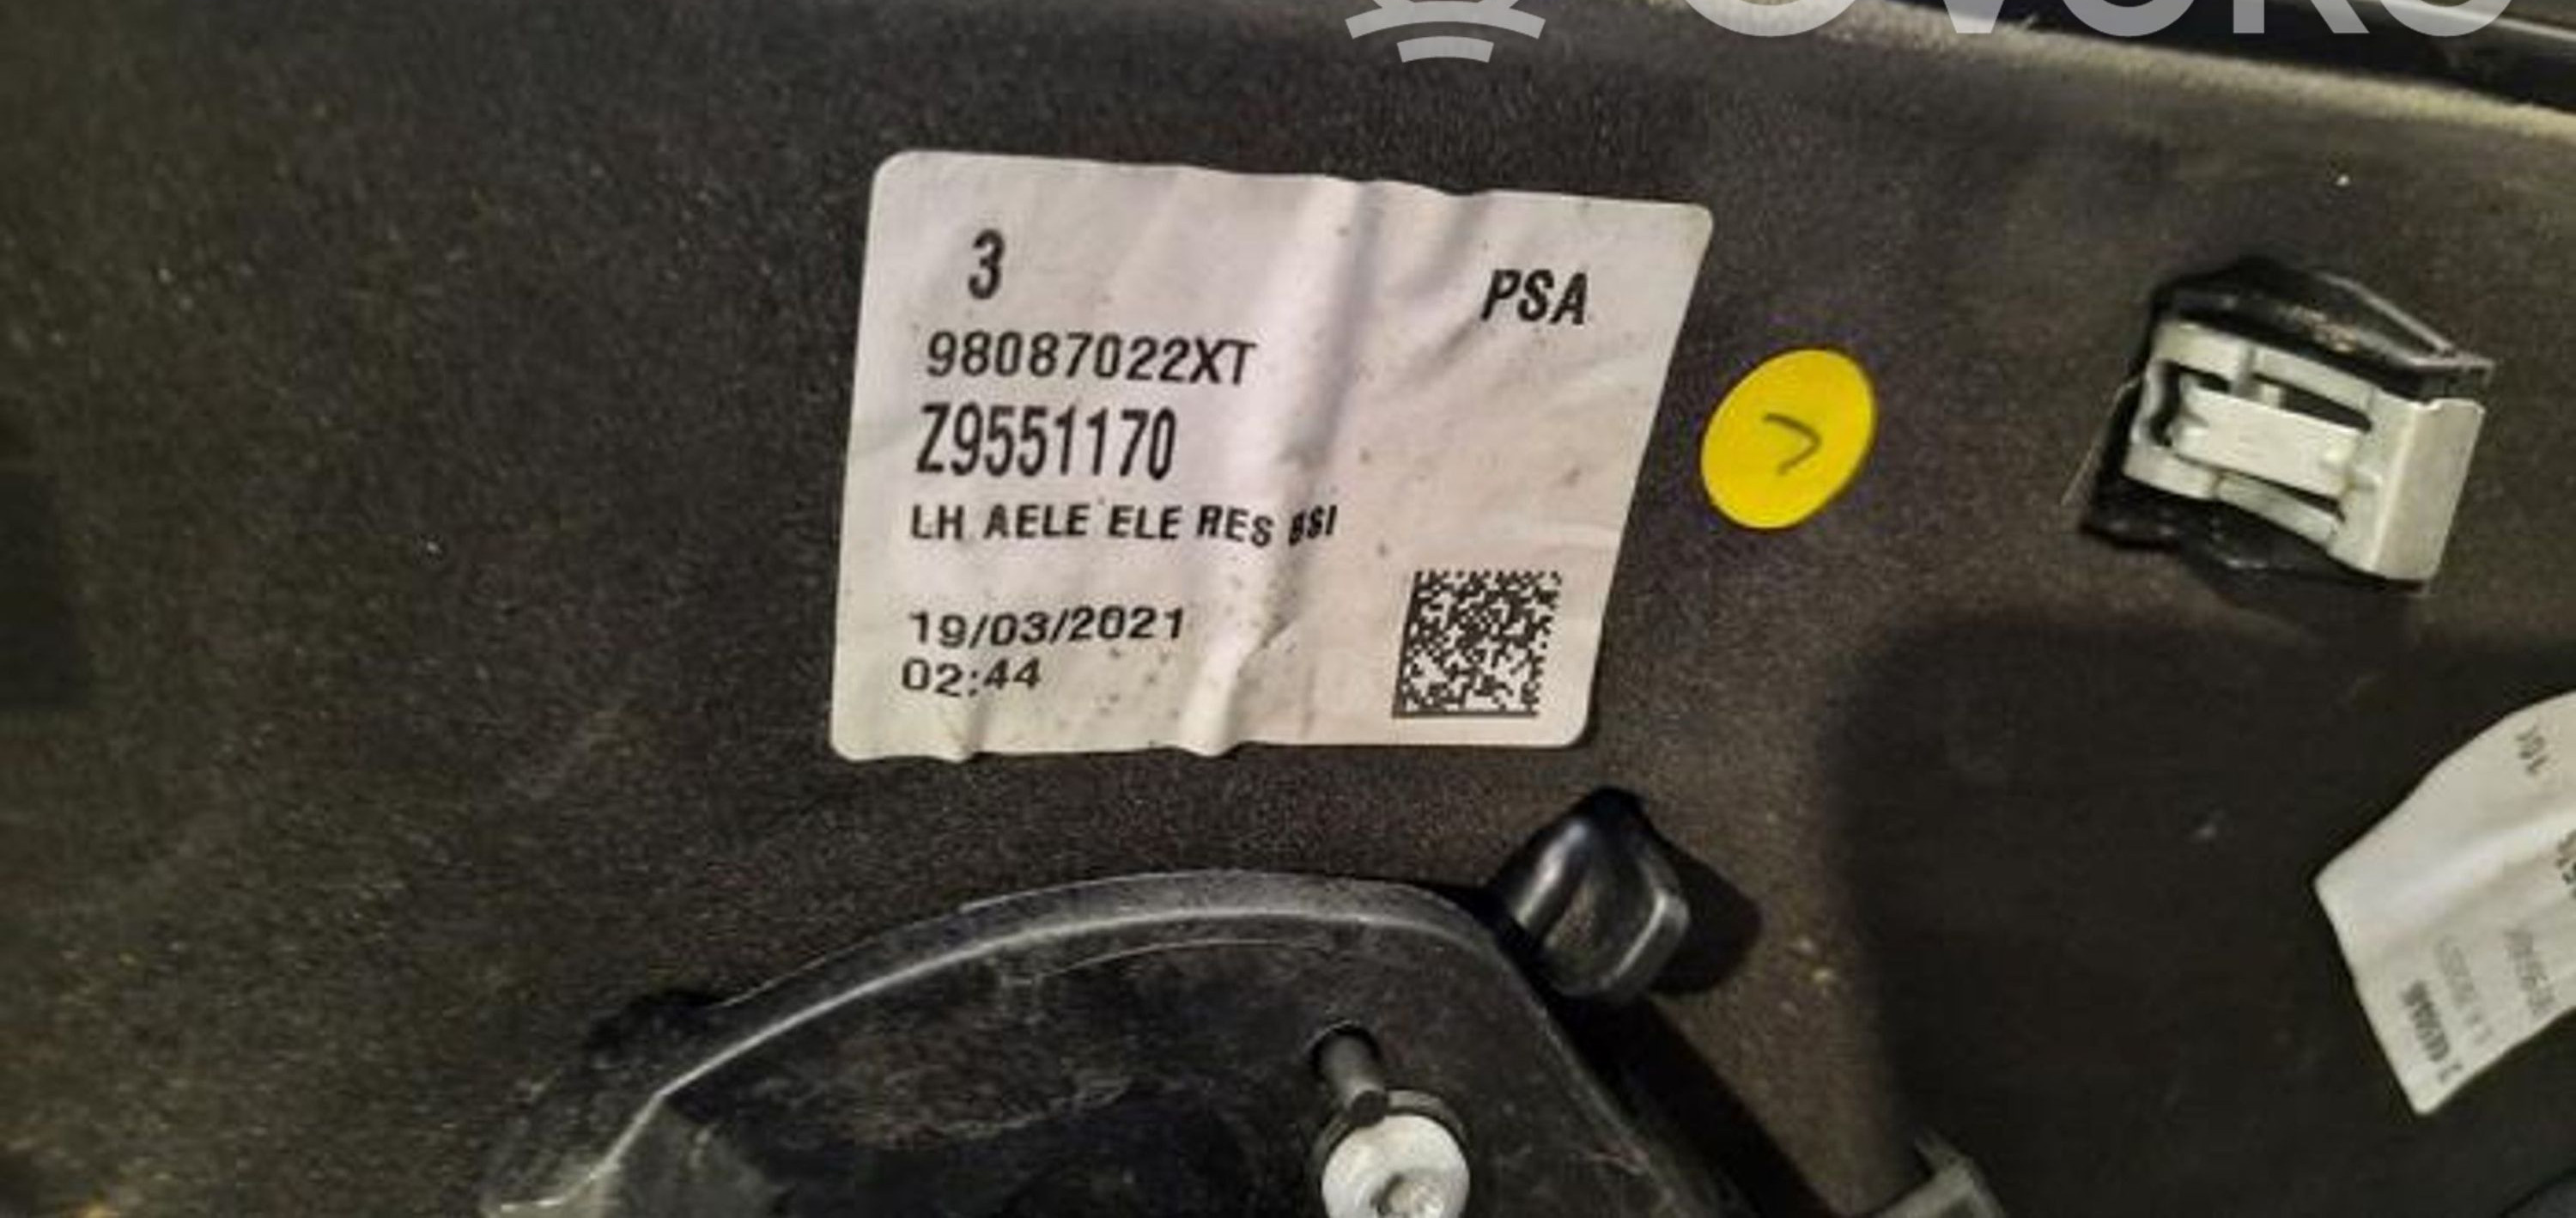 3
PSA
98087022XT
Z9551170
LH AELE ELE RES BSI
19/03/2021
02:44